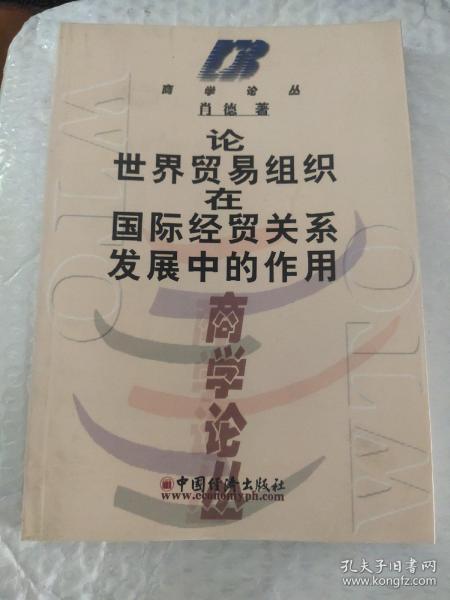 商学论丛
肖德 著
论
世界贸易组织
在
国际经贸关系
发展中的作用
WTO
WTO
商学论丛
中国经济出版社
www.economyph.com
孔夫子旧书网
www.kongfz.com